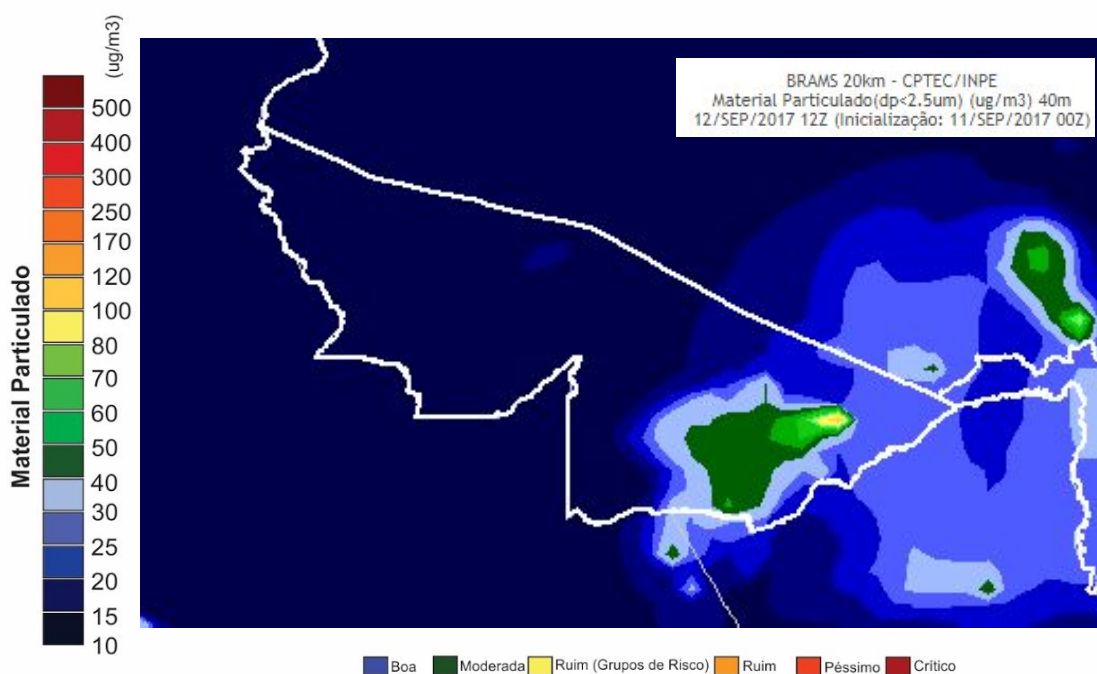 (ug/m3)
Material Particulado
500
400
300
250
170
120
100
80
70
60
50
40
30
25
20
15
10
BRAMS 20km - CPTEC/INPE
Material Particulado(dp<2.5um) (ug/m3) 40m
12/SEP/2017 12Z (Inicialização: 11/SEP/2017 00Z)
Boa Moderada Ruim (Grupos de Risco) Ruim Péssimo Crítico